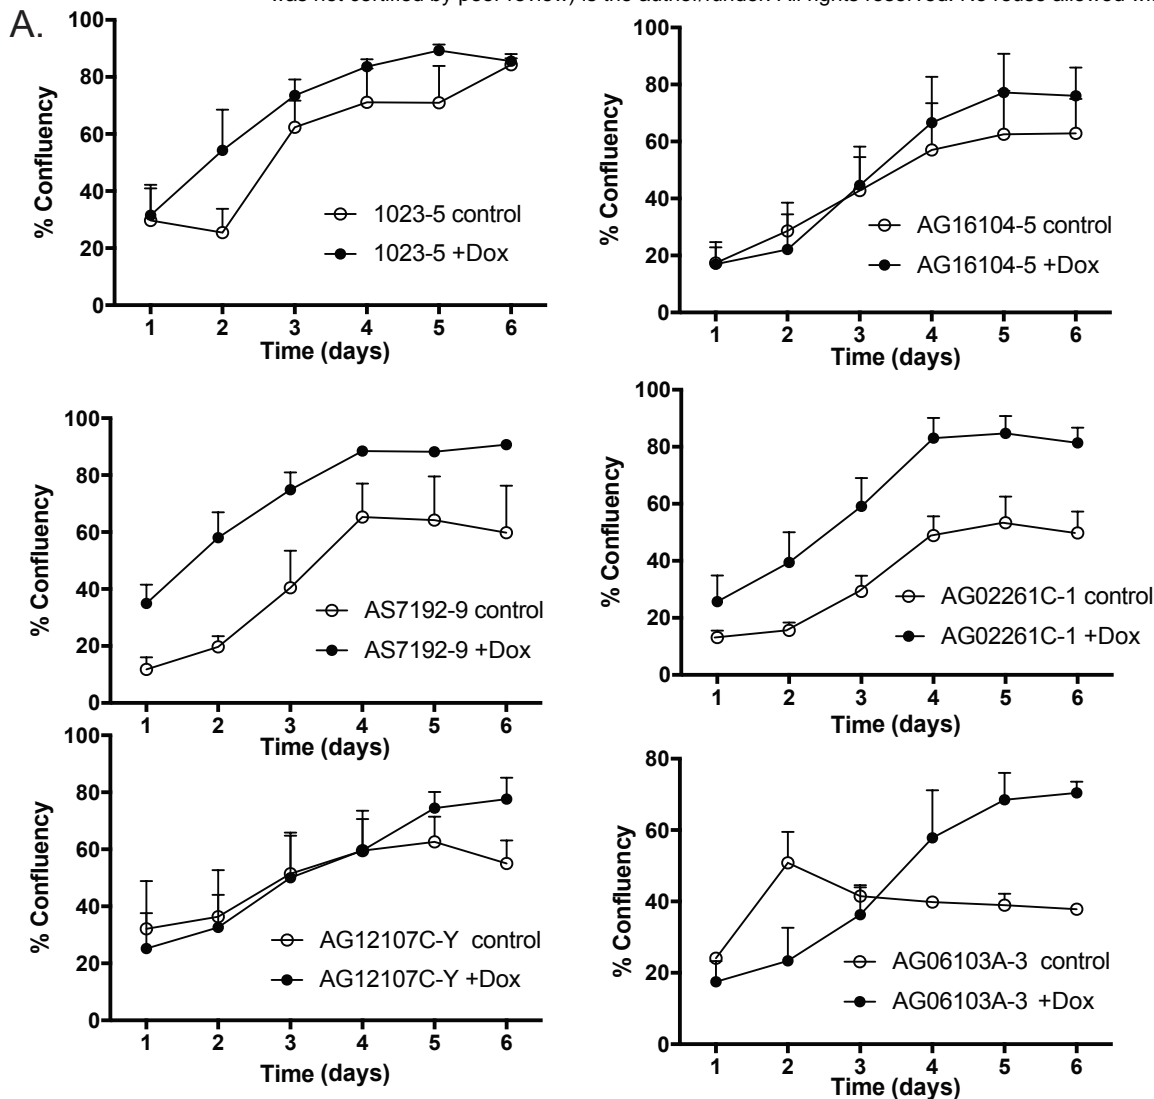 was not certified by peer review) is the author/funder. All rights reserved. No reuse allowed
A.
100
80
60
40
20
0
% Confluency
1023-5 control
1023-5 +Dox
1 2 3 4 5 6
Time (days)
100
80
60
40
20
0
% Confluency
AG16104-5 control
AG16104-5 +Dox
1 2 3 4 5 6
Time (days)
100
80
60
40
20
0
% Confluency
AS7192-9 control
AS7192-9 +Dox
1 2 3 4 5 6
Time (days)
100
80
60
40
20
0
% Confluency
AG02261C-1 control
AG02261C-1 +Dox
1 2 3 4 5 6
Time (days)
100
80
60
40
20
0
% Confluency
AG12107C-Y control
AG12107C-Y +Dox
1 2 3 4 5 6
Time (days)
80
60
40
20
0
% Confluency
AG06103A-3 control
AG06103A-3 +Dox
1 2 3 4 5 6
Time (days)